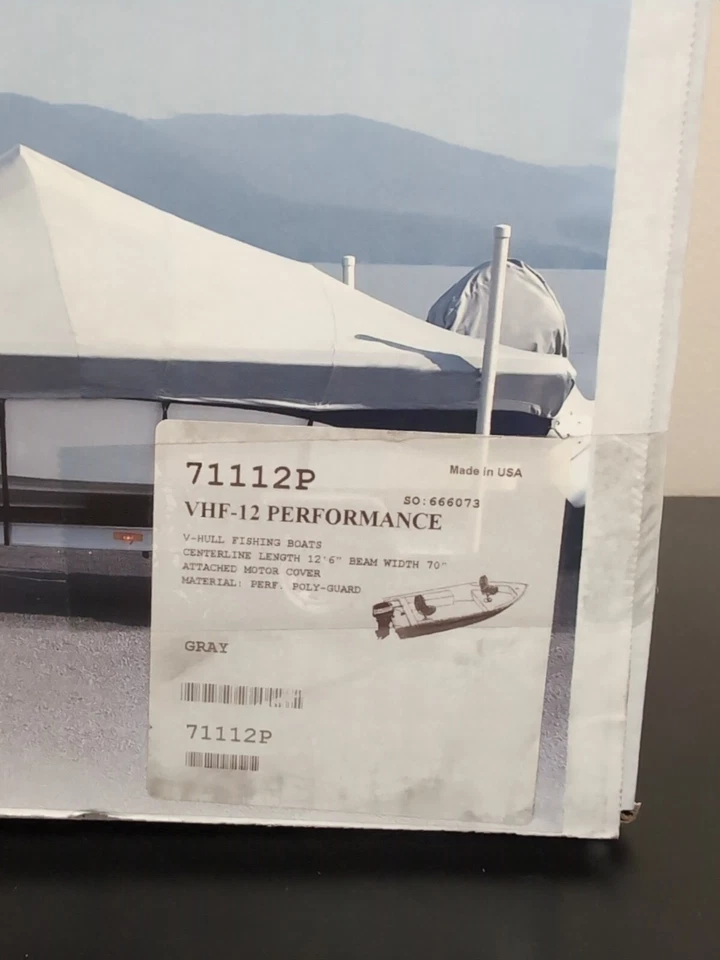 71112P
Made in USA
SO:666073
VHF-12 PERFORMANCE
V-HULL FISHING BOATS
CENTERLINE LENGTH 12'6" BEAM WIDTH 70"
ATTACHED MOTOR COVER
MATERIAL: PERF. POLY-GUARD
GRAY
71112P